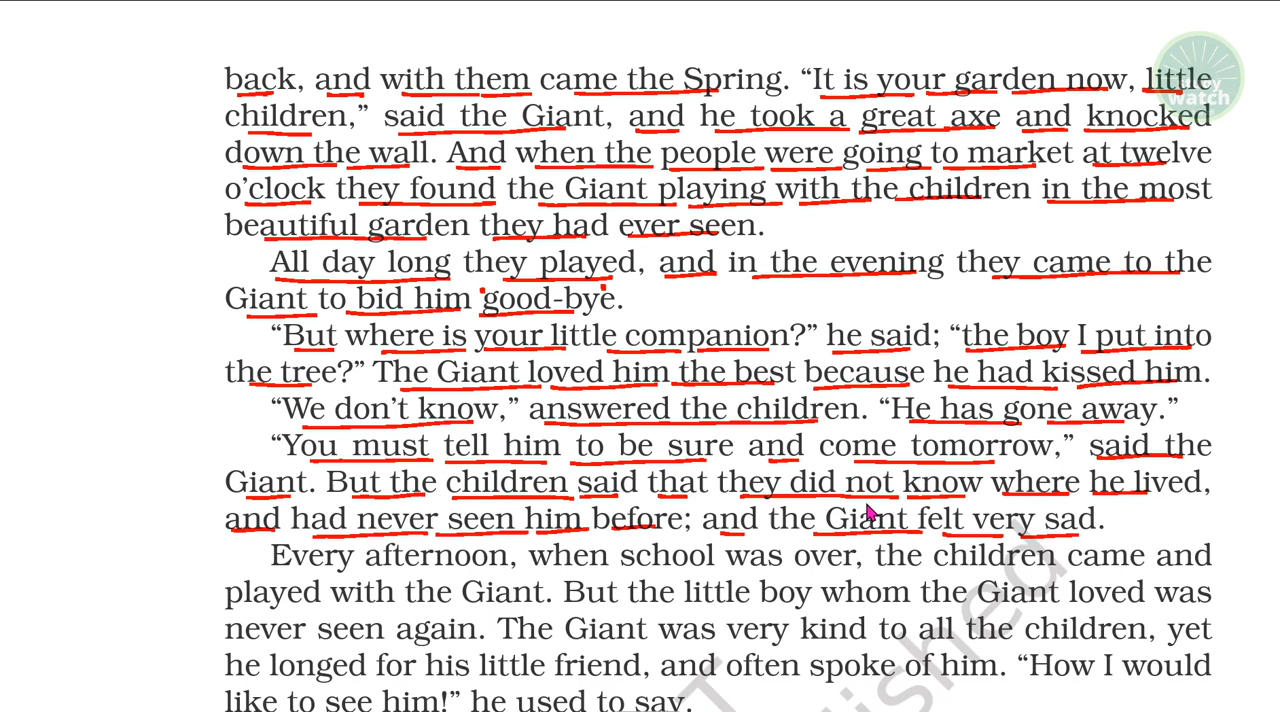 back, and with them came the Spring. “It is your garden now, little
children,” said the Giant, and he took a great axe and knocked
down the wall. And when the people were going to market at twelve
o’clock they found the Giant playing with the children in the most
beautiful garden they had ever seen.
All day long they played, and in the evening they came to the
Giant to bid him good-bye.
“But where is your little companion?” he said; “the boy I put into
the tree?” The Giant loved him the best because he had kissed him.
“We don’t know,” answered the children. “He has gone away.”
“You must tell him to be sure and come tomorrow,” said the
Giant. But the children said that they did not know where he lived,
and had never seen him before; and the Giant felt very sad.
Every afternoon, when school was over, the children came and
played with the Giant. But the little boy whom the Giant loved was
never seen again. The Giant was very kind to all the children, yet
he longed for his little friend, and often spoke of him. “How I would
like to see him!” he used to say.